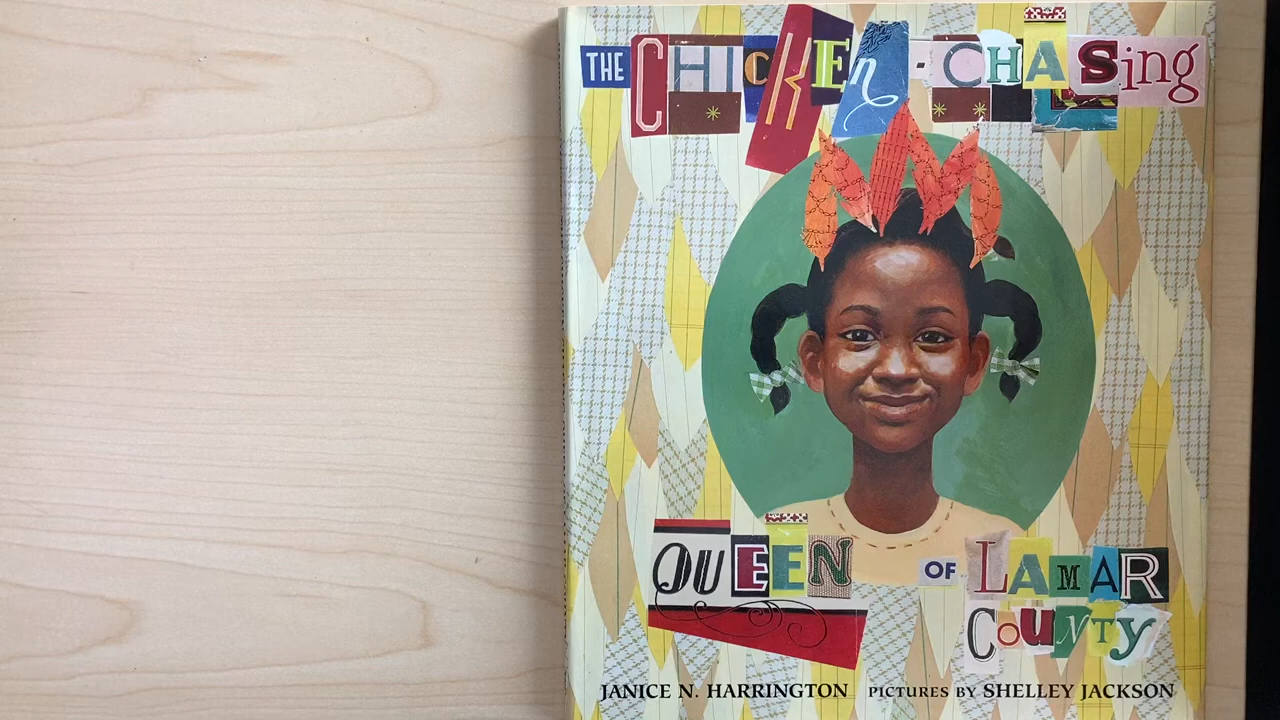 THE CHICKEn-CHASing
QUEEN OF LAMAR
CoUNTy
JANICE N. HARRINGTON PICTURES BY SHELLEY JACKSON